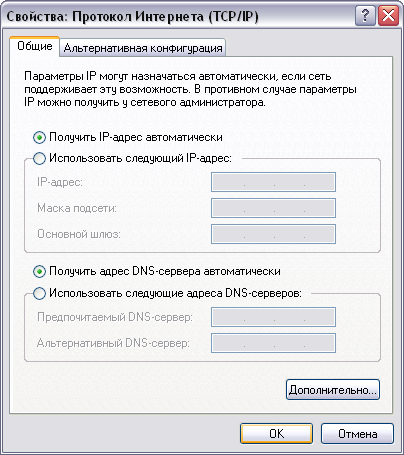 Свойства: Протокол Интернета (TCP/IP)
Общие Альтернативная конфигурация
Параметры IP могут назначаться автоматически, если сеть
поддерживает эту возможность. В противном случае параметры
IP можно получить у сетевого администратора.
Получить IP-адрес автоматически
Использовать следующий IP-адрес:
IP-адрес:
Маска подсети:
Основной шлюз:
Получить адрес DNS-сервера автоматически
Использовать следующие адреса DNS-серверов:
Предпочитаемый DNS-сервер:
Альтернативный DNS-сервер:
Дополнительно...
OK Отмена